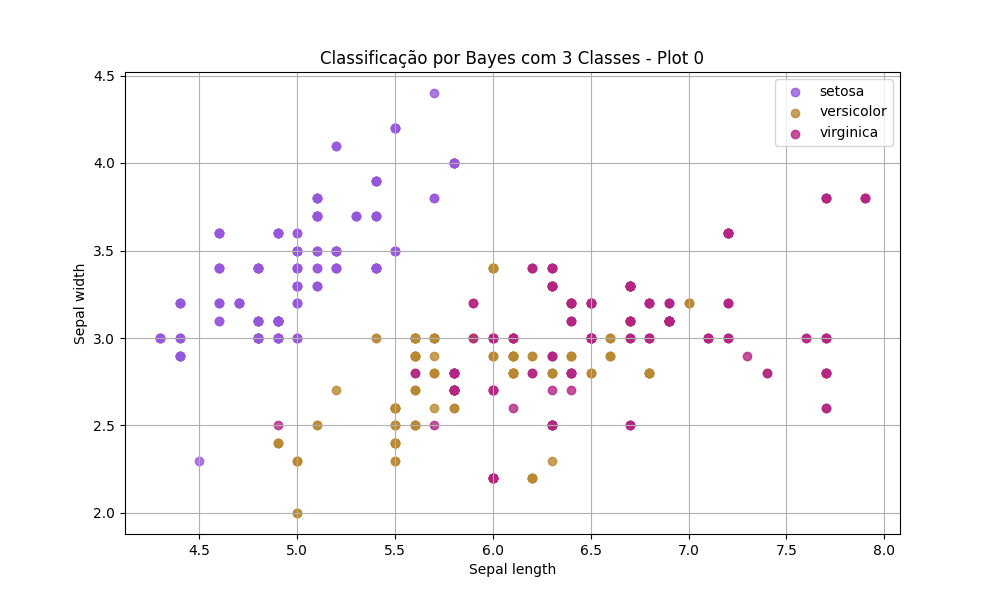 Classificação por Bayes com 3 Classes - Plot 0
setosa
versicolor
virginica
4.5
4.0
3.5
3.0
2.5
2.0
Sepal width
4.5 5.0 5.5 6.0 6.5 7.0 7.5 8.0
Sepal length